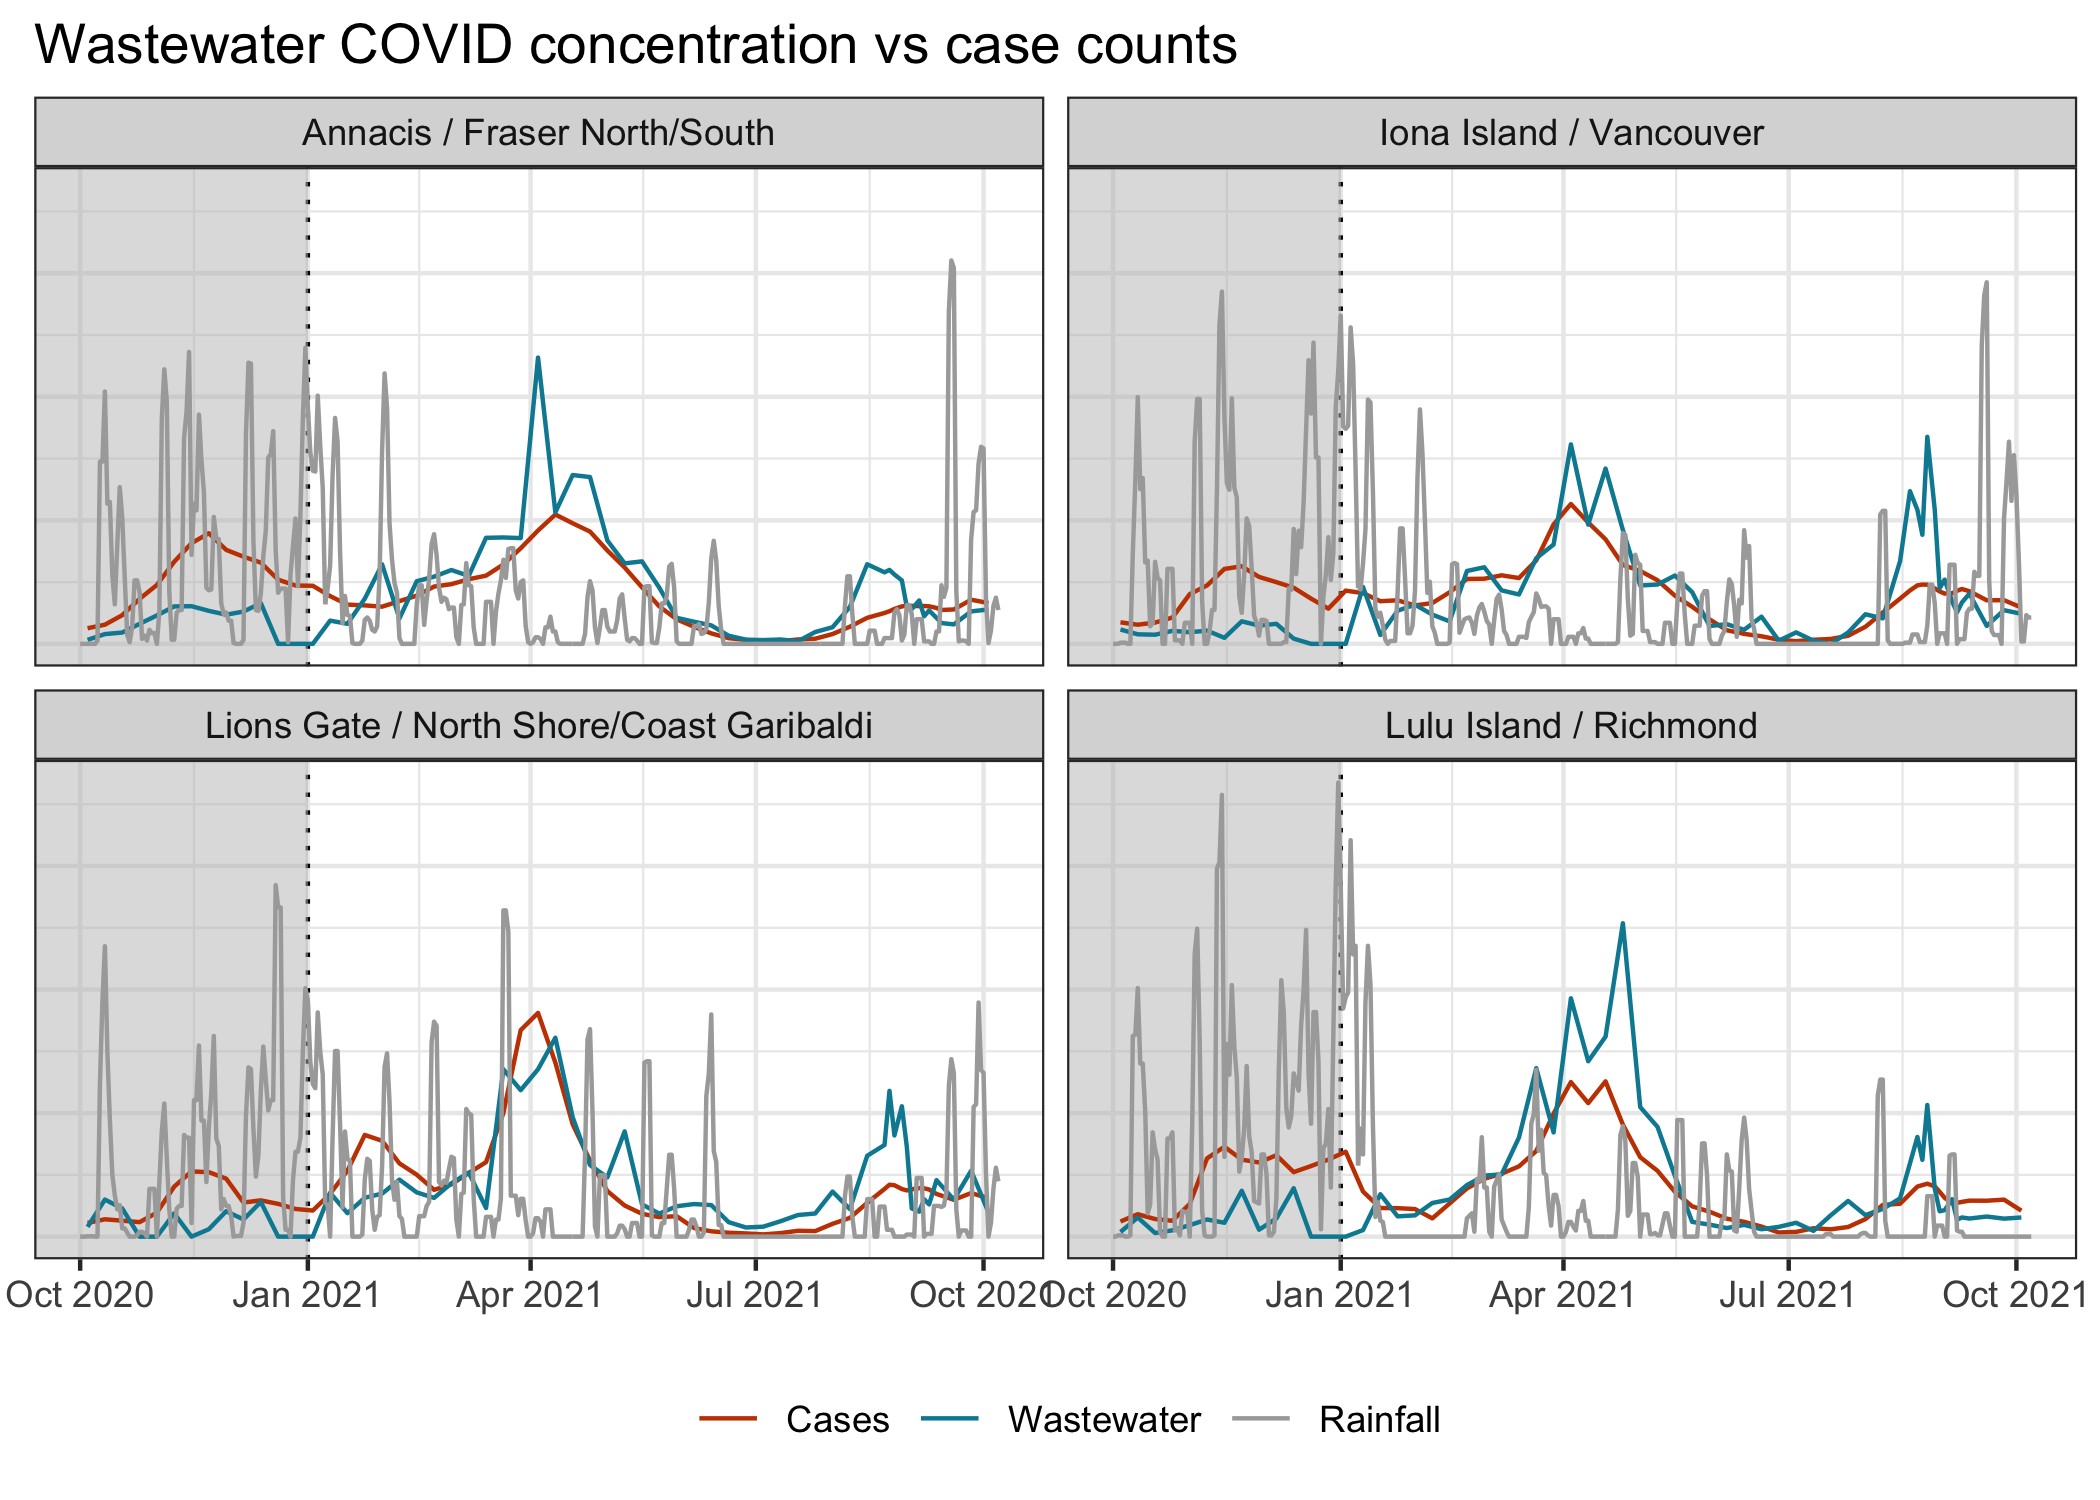 Wastewater COVID concentration vs case counts
Annacis / Fraser North/South
Iona Island / Vancouver
Lions Gate / North Shore/Coast Garibaldi
Lulu Island / Richmond
Oct 2020 Jan 2021 Apr 2021 Jul 2021 Oct 2021 Oct 2020 Jan 2021 Apr 2021 Jul 2021 Oct 2021
Cases Wastewater Rainfall